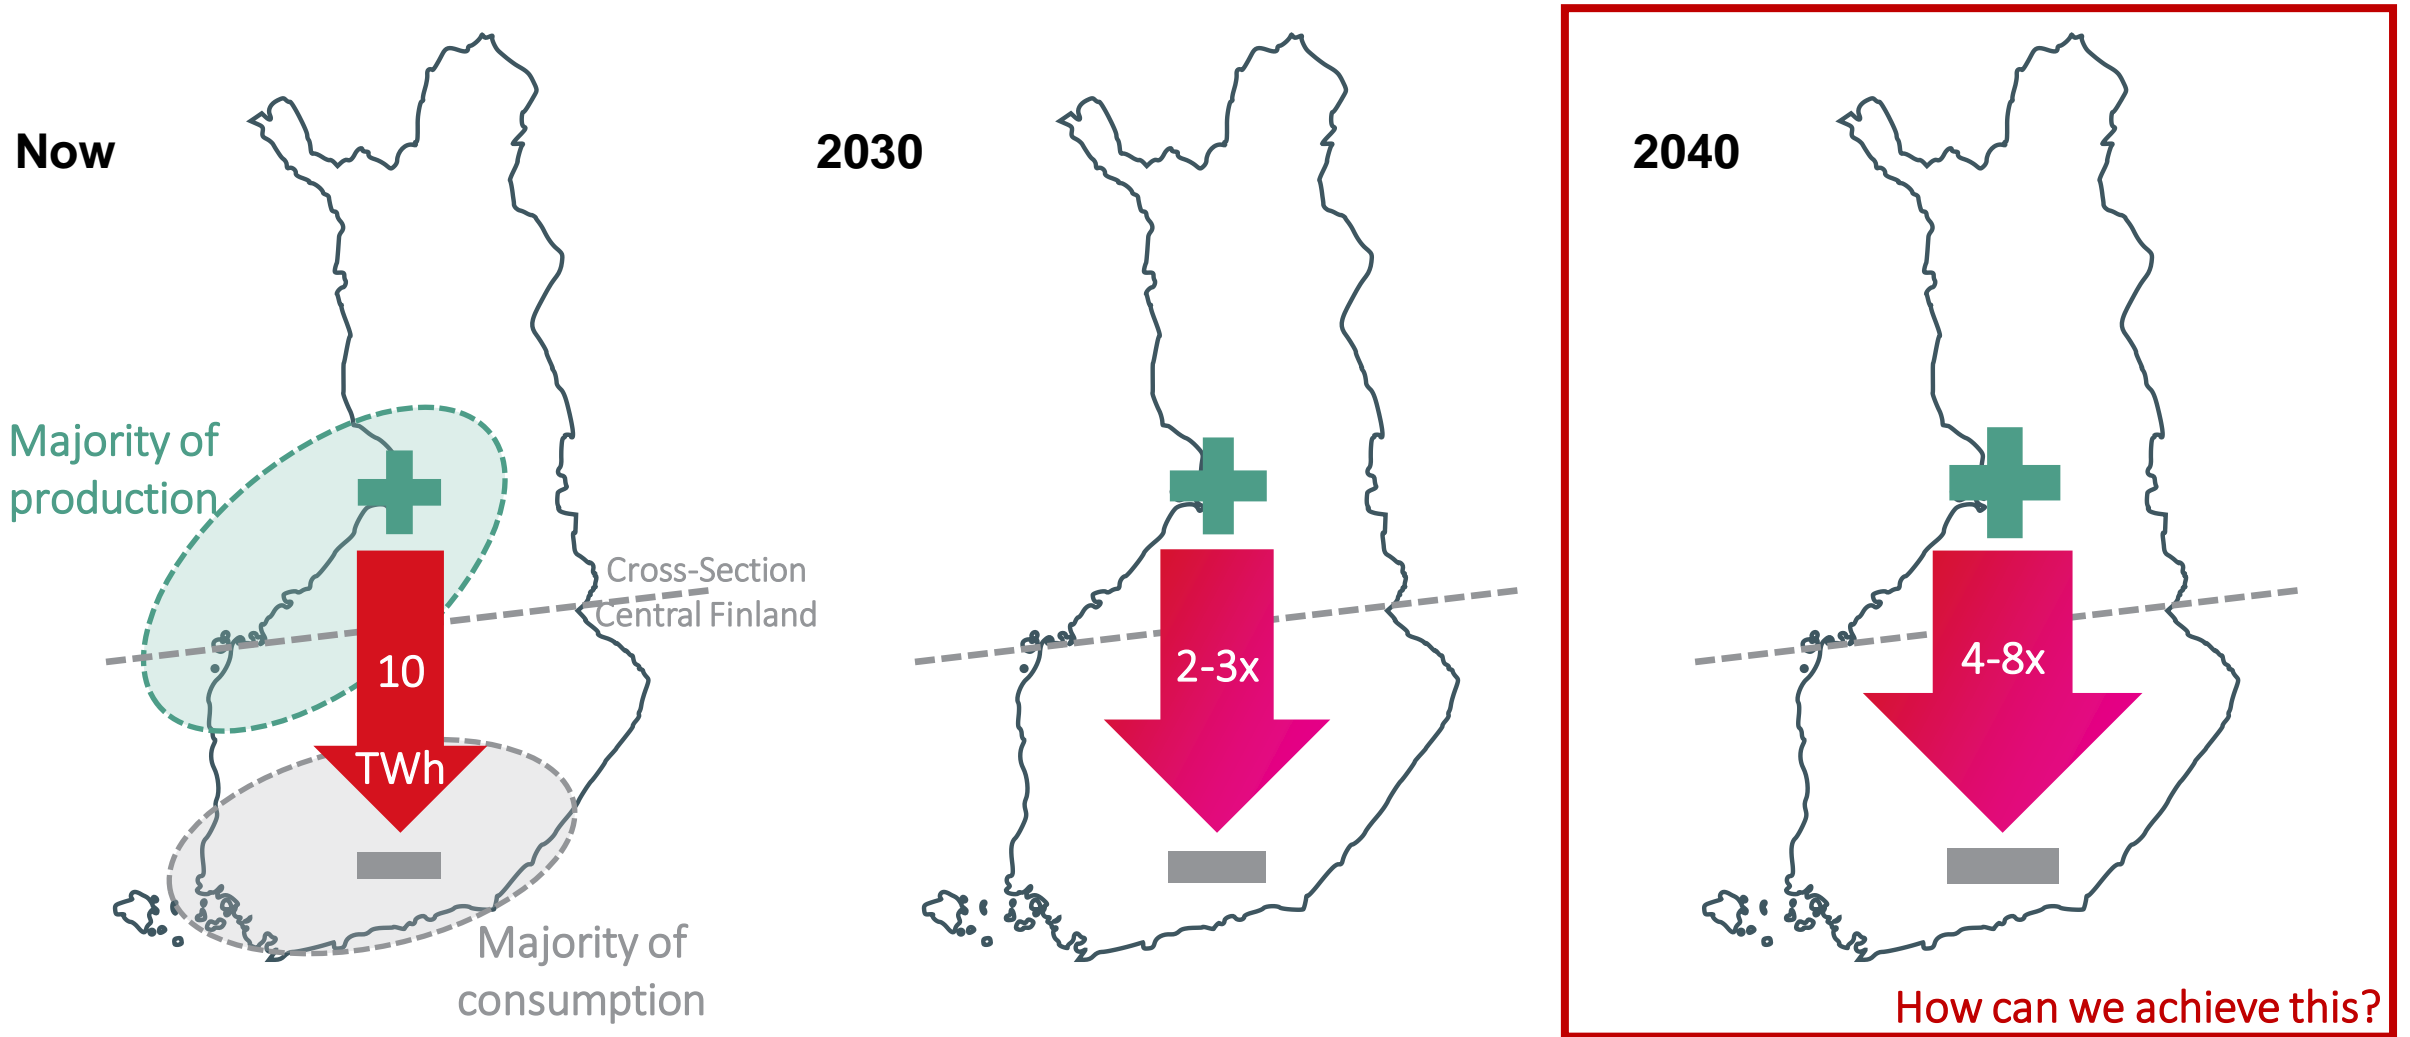 Now
Majority of
production
10
TWh
Cross-Section
Central Finland
Majority of
consumption
2030
2-3x
2040
4-8x
How can we achieve this?